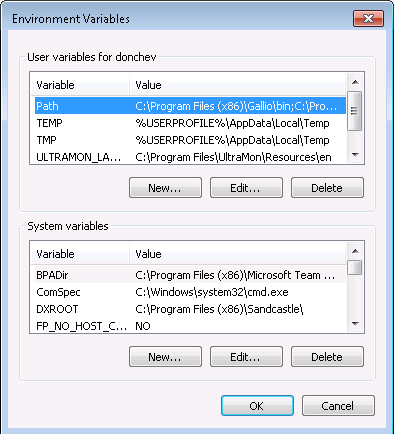 Environment Variables
User variables for donchev
Variable Value
Path C:\Program Files (x86)\Gallio\bin;C:\Pro...
TEMP %USERPROFILE%\AppData\Local\Temp
TMP %USERPROFILE%\AppData\Local\Temp
ULTRAMON_LA... C:\Program Files\UltraMon\Resources\en
New... Edit... Delete
System variables
Variable Value
BPADir C:\Program Files (x86)\Microsoft Team ...
ComSpec C:\Windows\system32\cmd.exe
DXROOT C:\Program Files (x86)\Sandcastle\
FP_NO_HOST_C... NO
New... Edit... Delete
OK Cancel